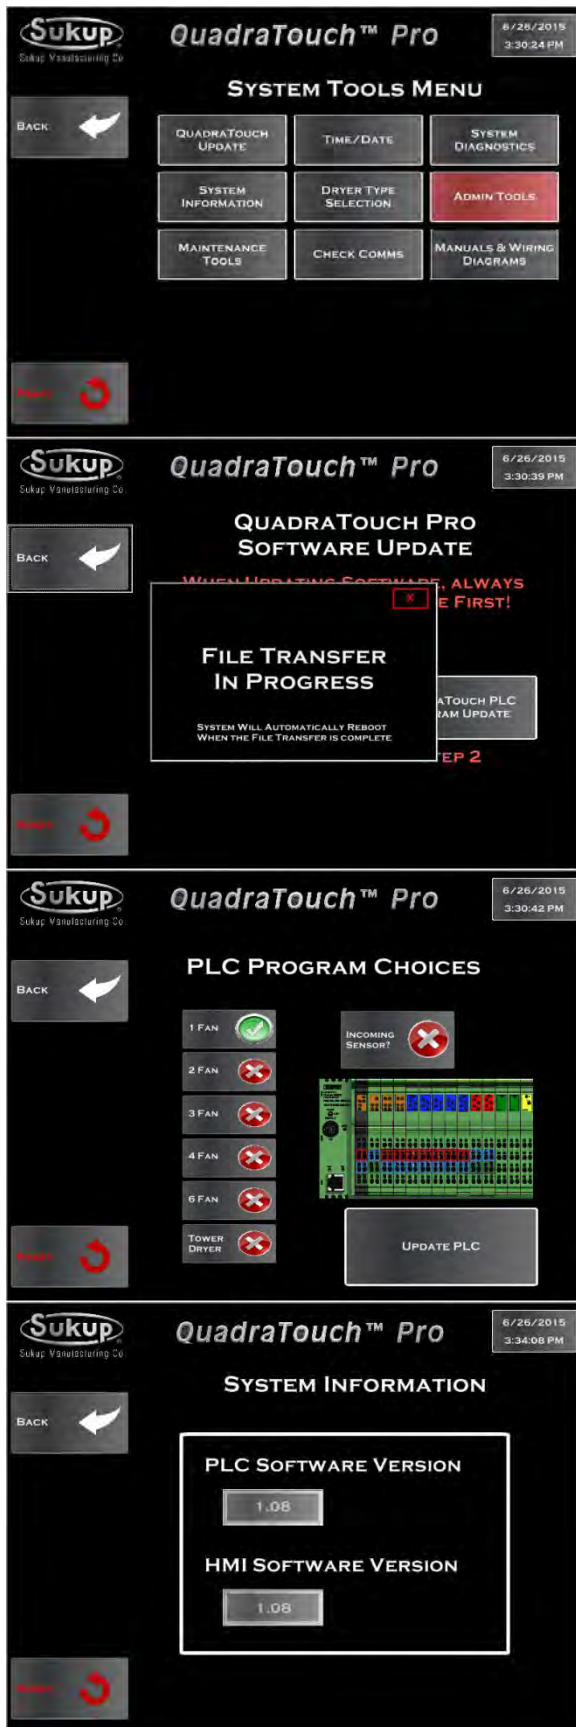 Sukup
QuadraTouch™ Pro
6/26/2015
3:30:24 PM
Sukup Manufacturing Co.
SYSTEM TOOLS MENU
BACK
QUADRATOUCH
UPDATE
TIME/DATE
SYSTEM
DIAGNOSTICS
SYSTEM
INFORMATION
DRYER TYPE
SELECTION
ADMIN TOOLS
MAINTENANCE
TOOLS
CHECK COMMS
MANUALS & WIRING
DIAGRAMS
RESET
Sukup
QuadraTouch™ Pro
6/26/2015
3:30:39 PM
Sukup Manufacturing Co.
QUADRATOUCH PRO
SOFTWARE UPDATE
BACK
WHEN UPDATING SOFTWARE, ALWAYS
E FIRST!
X
FILE TRANSFER
IN PROGRESS
SYSTEM WILL AUTOMATICALLY REBOOT
WHEN THE FILE TRANSFER IS COMPLETE
ATOUCH PLC
RAM UPDATE
TEP 2
RESET
Sukup
QuadraTouch™ Pro
6/26/2015
3:30:42 PM
Sukup Manufacturing Co.
PLC PROGRAM CHOICES
BACK
1 FAN
INCOMING
SENSOR?
2 FAN
3 FAN
4 FAN
6 FAN
TOWER
DRYER
UPDATE PLC
RESET
Sukup
QuadraTouch™ Pro
6/26/2015
3:34:08 PM
Sukup Manufacturing Co.
SYSTEM INFORMATION
BACK
PLC SOFTWARE VERSION
1.08
HMI SOFTWARE VERSION
1.08
RESET